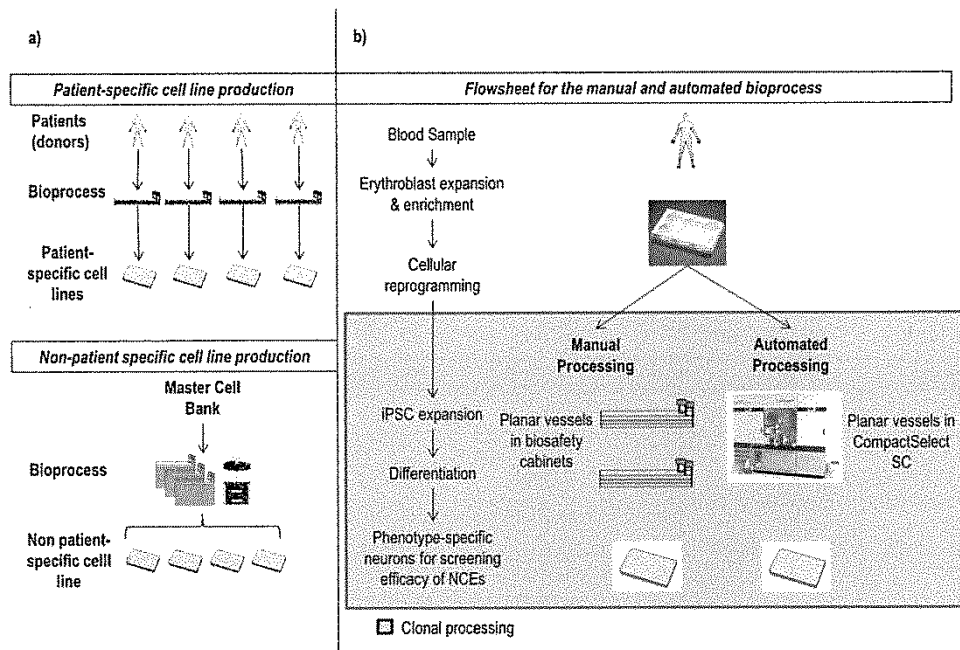 a)
Patient-specific cell line production
Patients
(donors)
Bioprocess
Patient-
specific cell
lines
Non-patient specific cell line production
Master Cell
Bank
Bioprocess
Non patient-
specific celll
line
b)
Flowsheet for the manual and automated bioprocess
Blood Sample
Erythroblast expansion
& enrichment
Cellular
reprogramming
iPSC expansion
Differentiation
Phenotype-specific
neurons for screening
efficacy of NCEs
Manual
Processing
Planar vessels
in biosafety
cabinets
Automated
Processing
Planar vessels in
CompactSelect
SC
Clonal processing